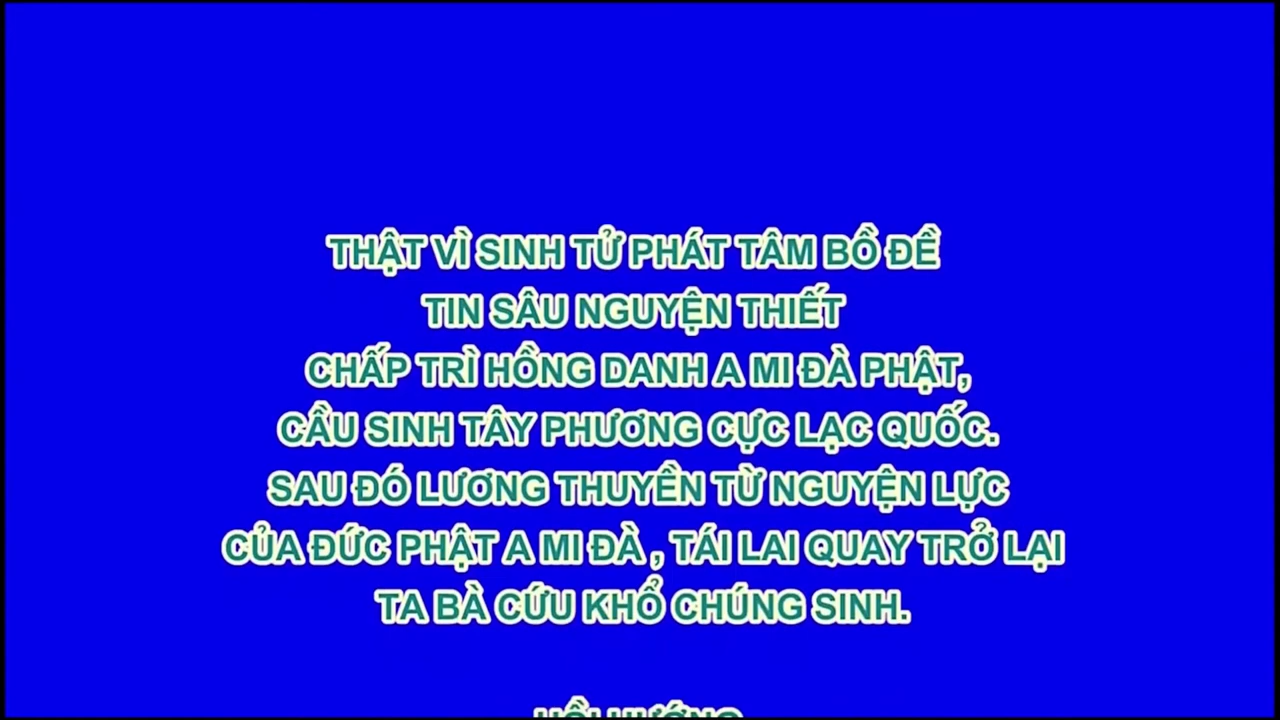 THẬT VÌ SINH TỬ PHÁT TÂM BỒ ĐỀ
TIN SÂU NGUYỆN THIẾT
CHẤP TRÌ HỒNG DANH A MI ĐÀ PHẬT,
CẦU SINH TÂY PHƯƠNG CỰC LẠC QUỐC.
SAU ĐÓ LƯƠNG THUYỀN TỪ NGUYỆN LỰC
CỦA ĐỨC PHẬT A MI ĐÀ , TÁI LAI QUAY TRỞ LẠI
TA BÀ CỨU KHỔ CHÚNG SINH.